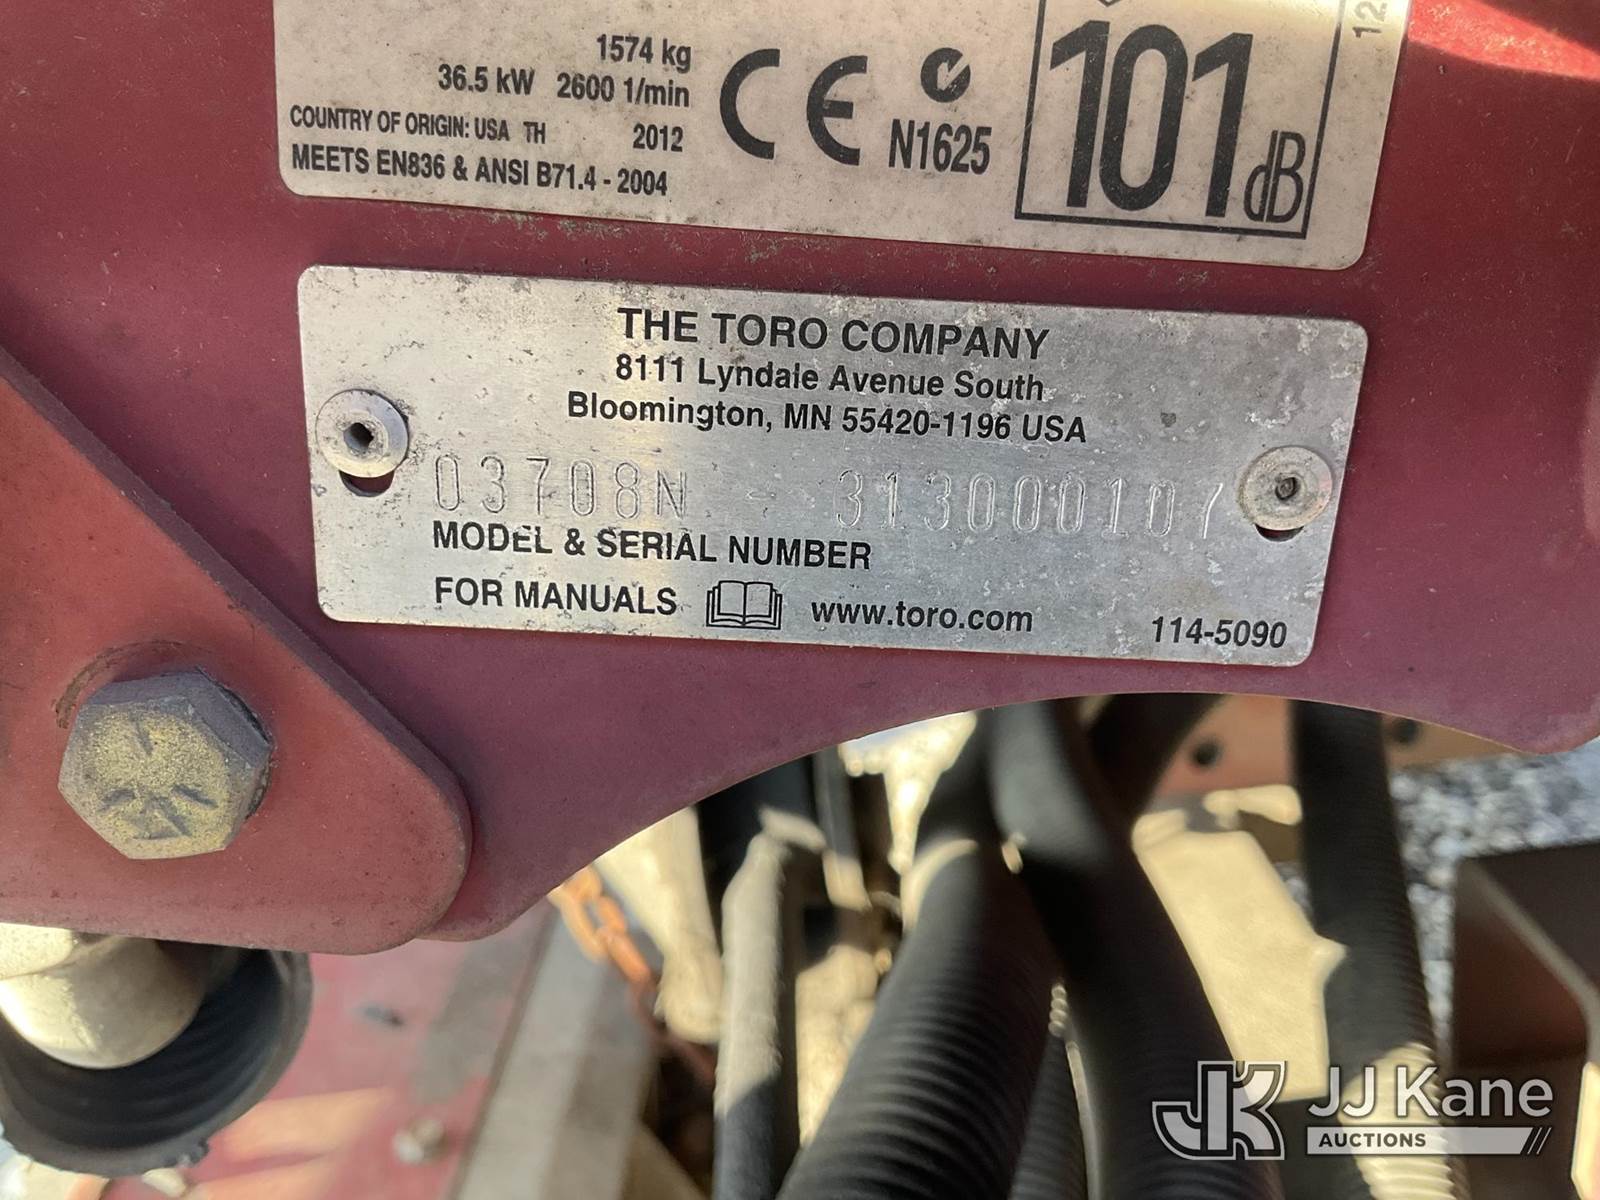 1574 kg
36.5 kW 2600 1/min
COUNTRY OF ORIGIN: USA TH 2012
MEETS EN836 & ANSI B71.4 - 2004
CE
N1625
101 dB
12
THE TORO COMPANY
8111 Lyndale Avenue South
Bloomington, MN 55420-1196 USA
03708N - 313000107
MODEL & SERIAL NUMBER
FOR MANUALS www.toro.com
114-5090
JK JJ Kane
AUCTIONS